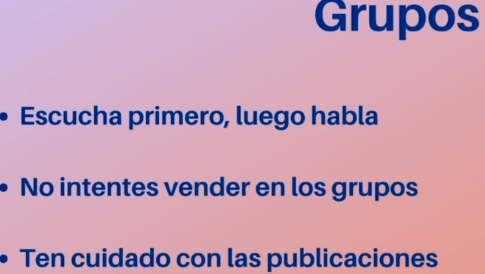 Grupos
• Escucha primero, luego habla
• No intentes vender en los grupos
• Ten cuidado con las publicaciones